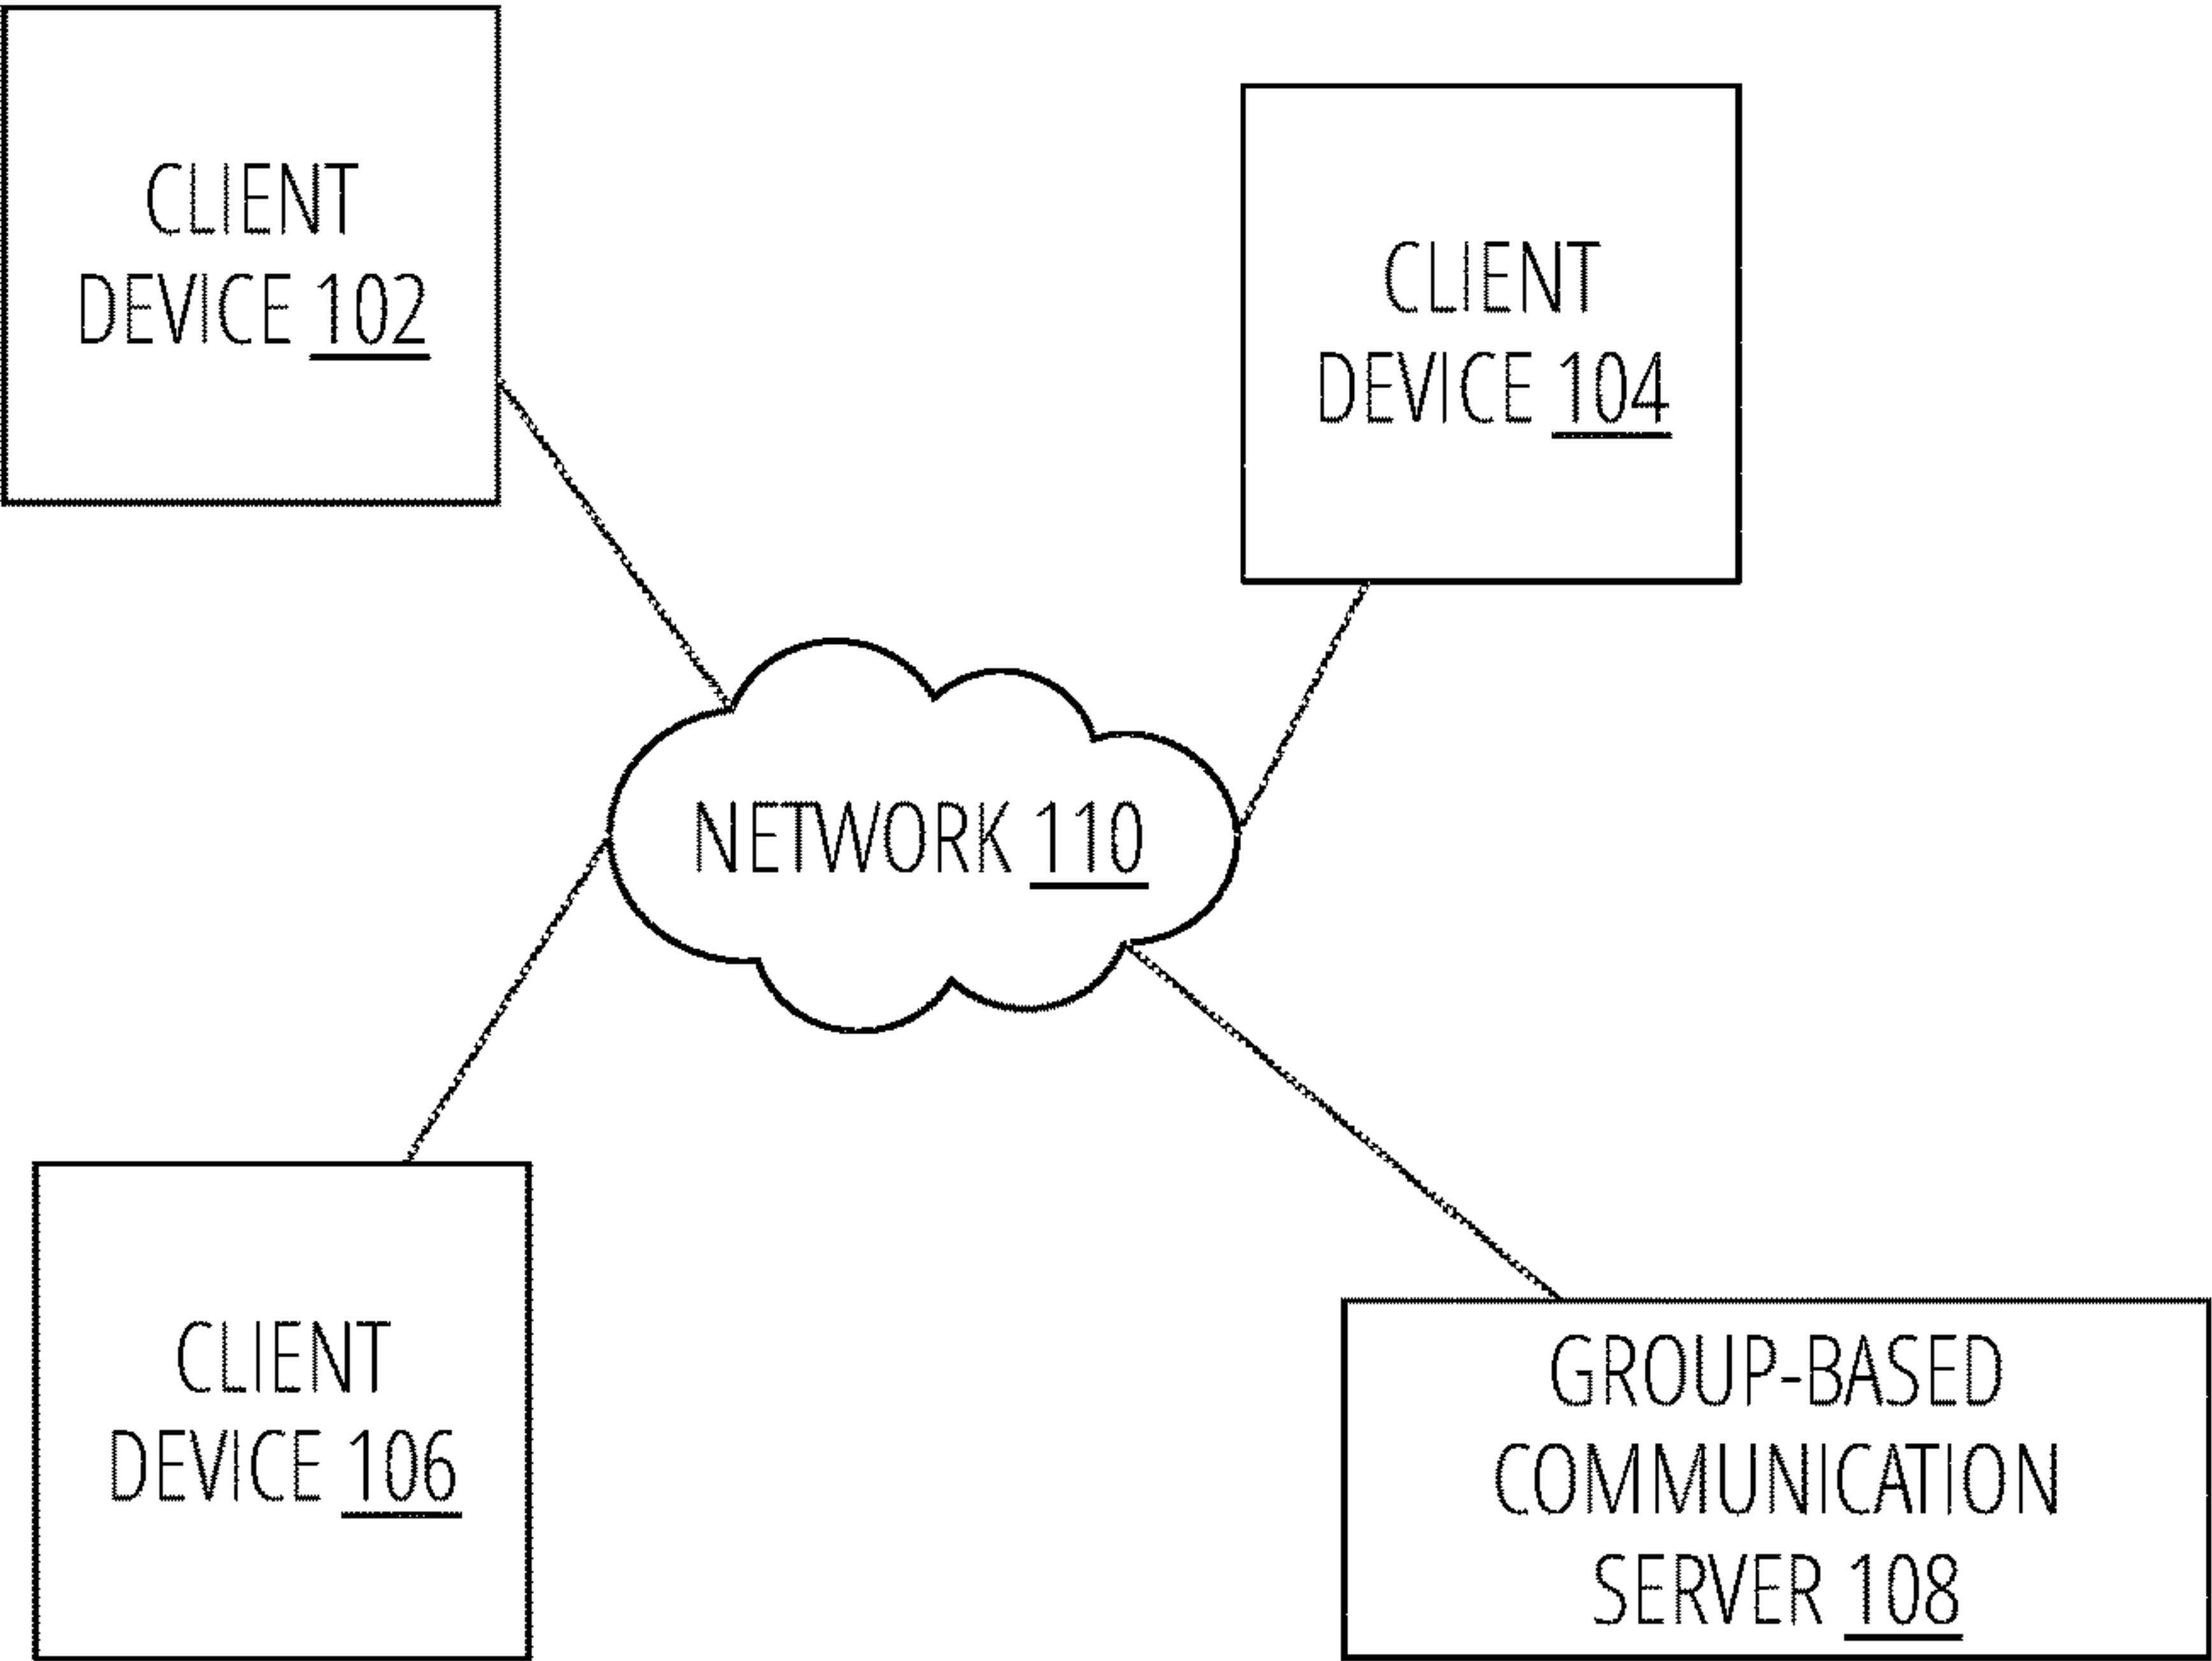 CLIENT
DEVICE 102
CLIENT
DEVICE 104
NETWORK 110
CLIENT
DEVICE 106
GROUP-BASED
COMMUNICATION
SERVER 108